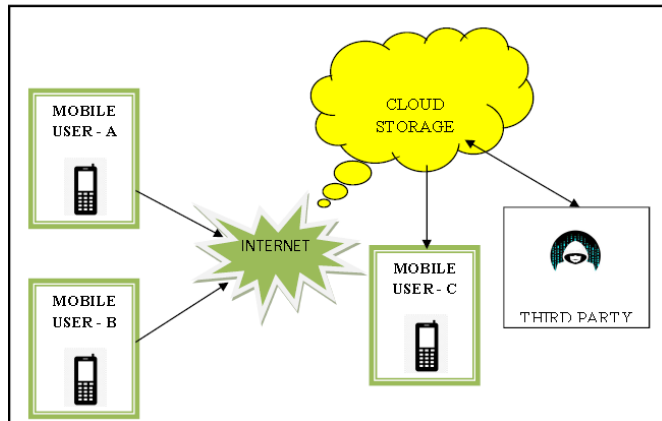 MOBILE
USER - A
CLOUD
STORAGE
INTERNET
MOBILE
USER - B
MOBILE
USER - C
THIRD PARTY